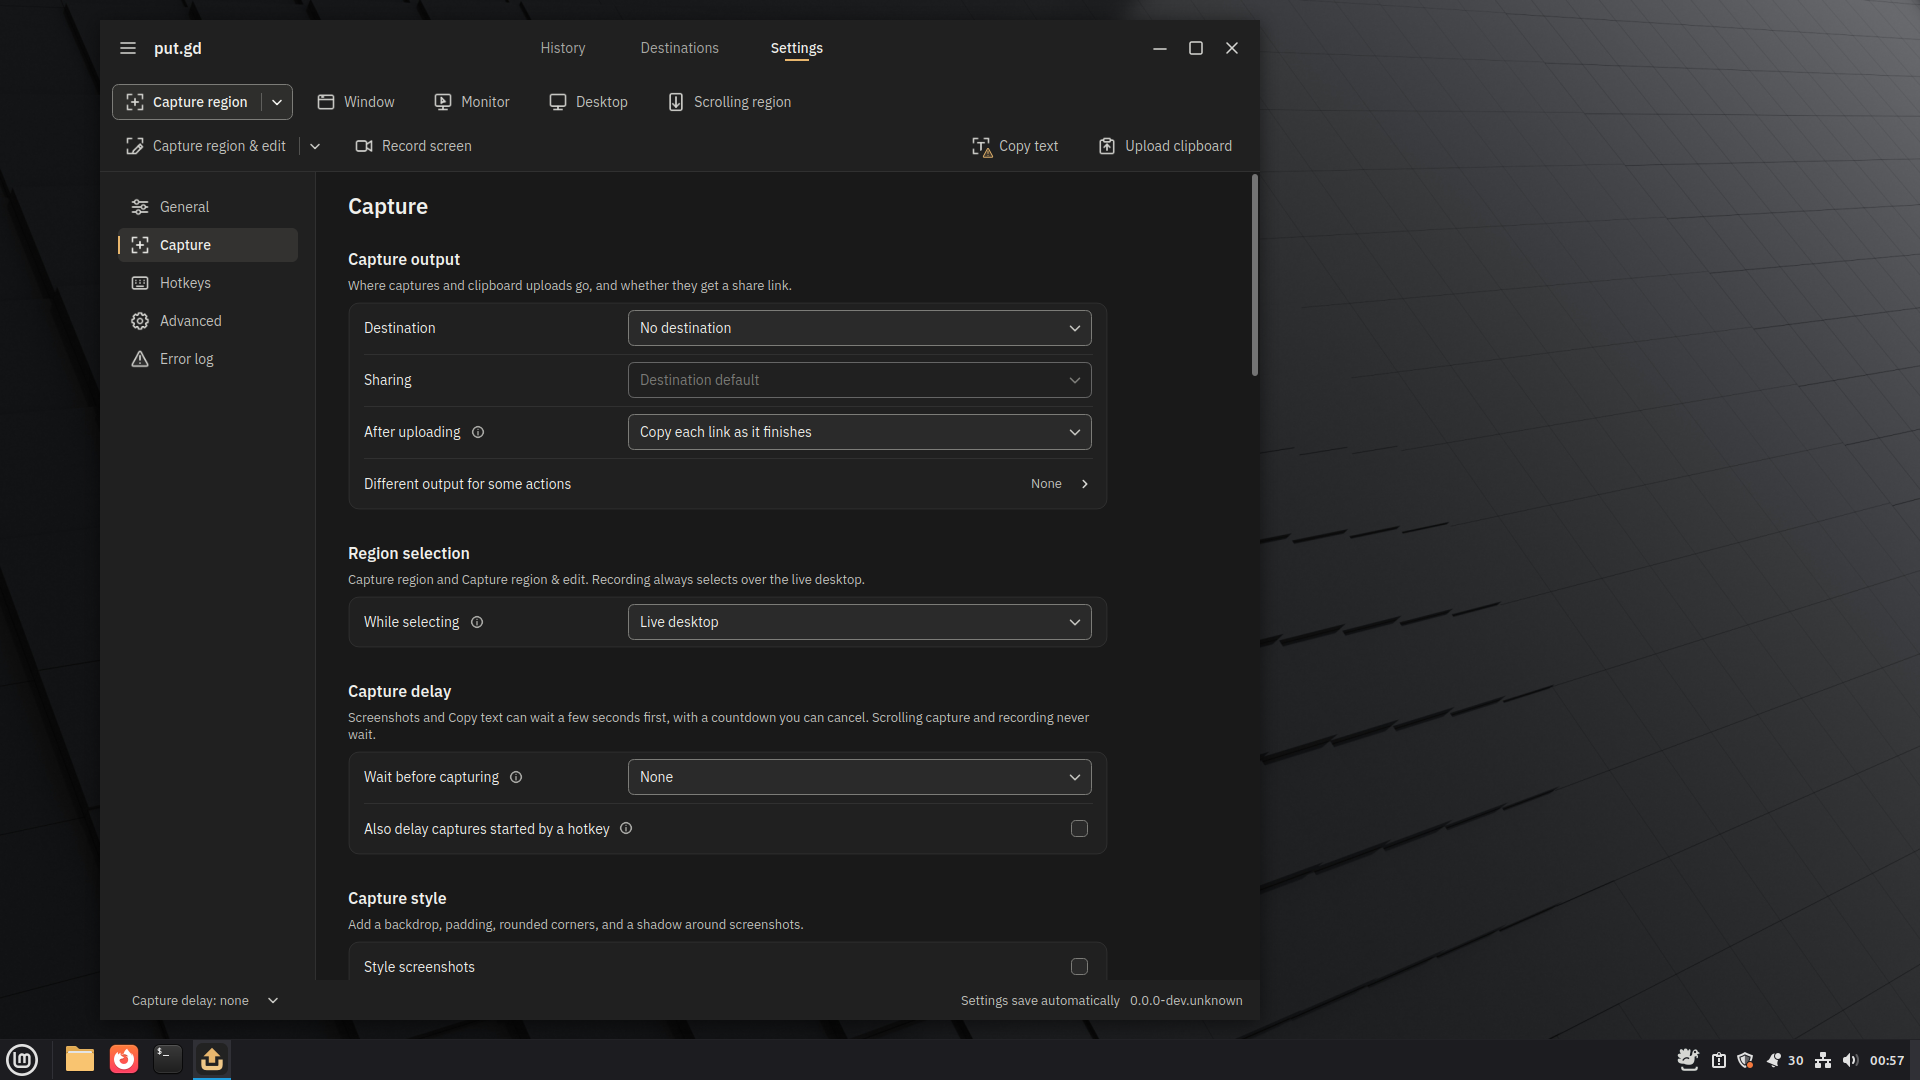 put.gd
History
Destinations
Settings
Capture region
Window
Monitor
Desktop
Scrolling region
Capture region & edit
Record screen
Copy text
Upload clipboard
General
Capture
Hotkeys
Advanced
Error log
Capture
Capture output
Where captures and clipboard uploads go, and whether they get a share link.
Destination
No destination
Sharing
Destination default
After uploading
Copy each link as it finishes
Different output for some actions
None
Region selection
Capture region and Capture region & edit. Recording always selects over the live desktop.
While selecting
Live desktop
Capture delay
Screenshots and Copy text can wait a few seconds first, with a countdown you can cancel. Scrolling capture and recording never
wait.
Wait before capturing
None
Also delay captures started by a hotkey
Capture style
Add a backdrop, padding, rounded corners, and a shadow around screenshots.
Style screenshots
Capture delay: none
Settings save automatically
0.0.0-dev.unknown
30
00:57